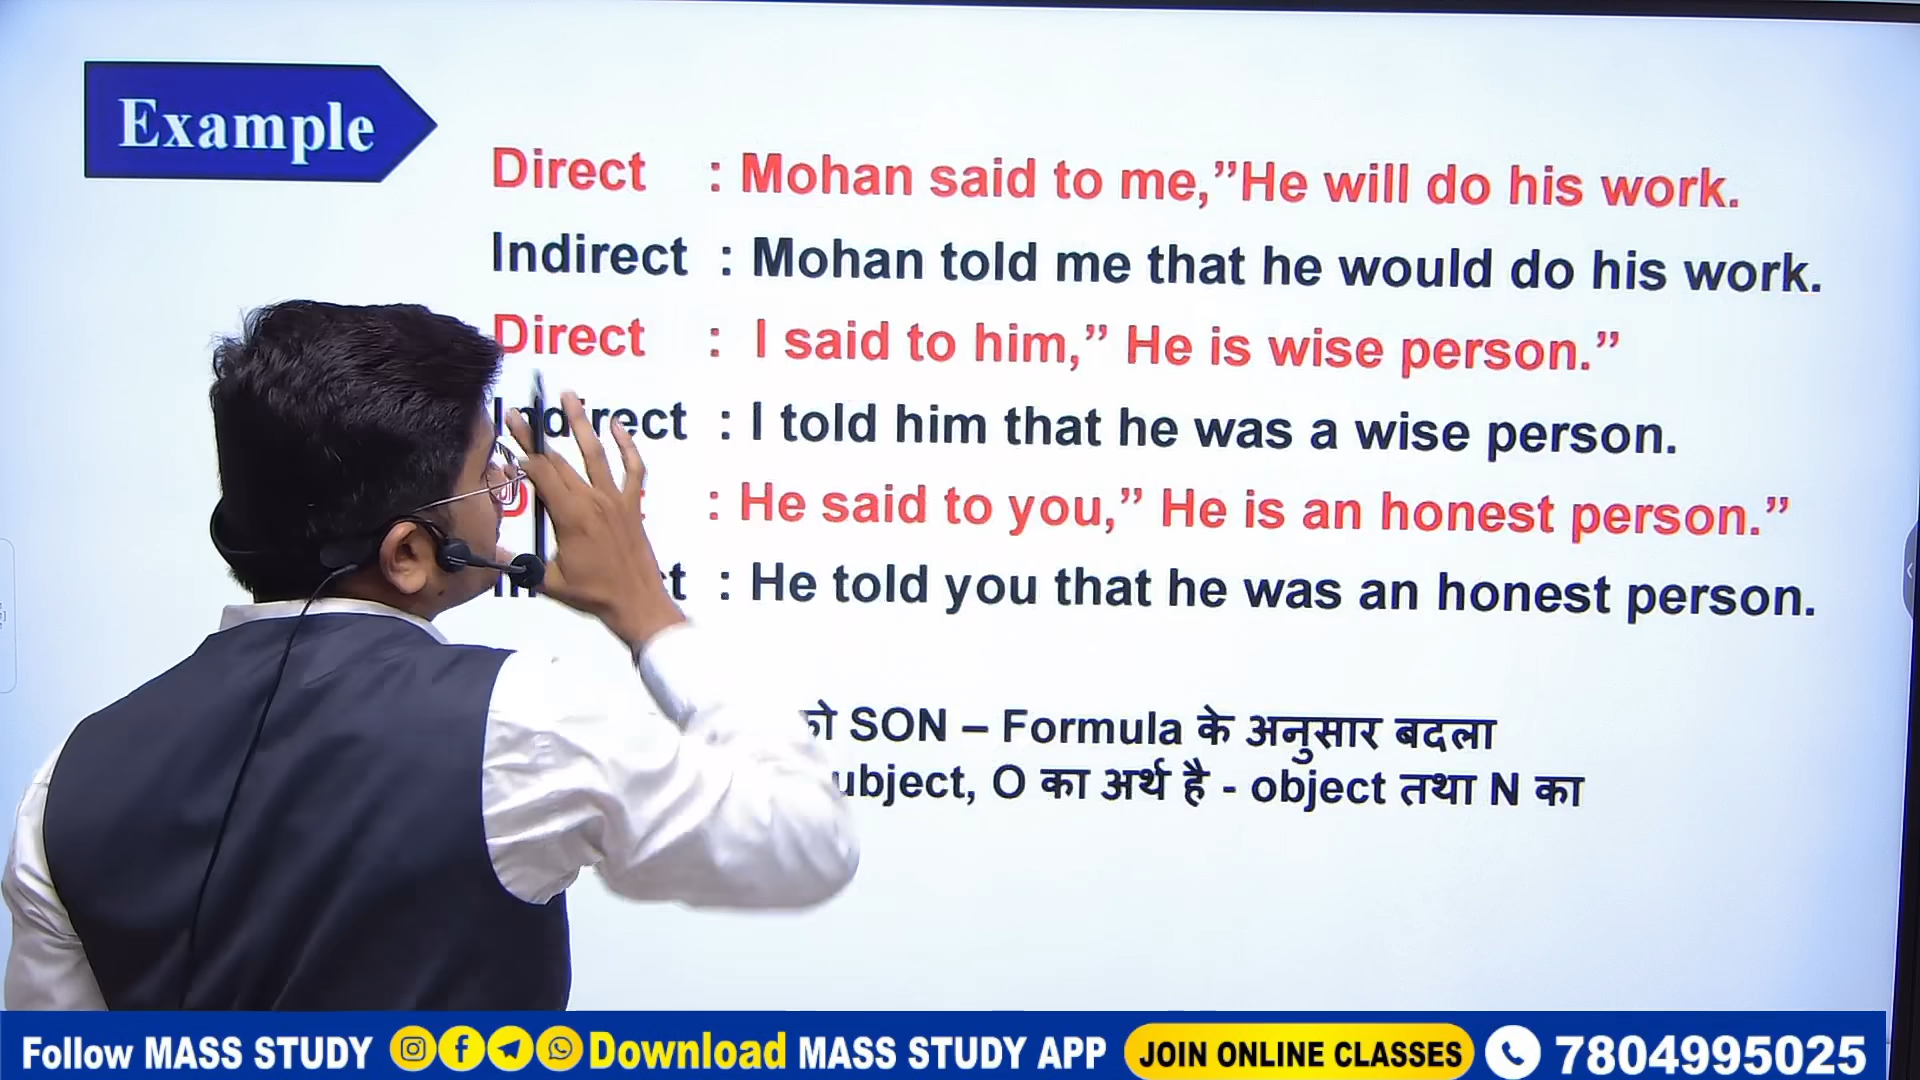 Example
Direct : Mohan said to me,”He will do his work.
Indirect : Mohan told me that he would do his work.
Direct : I said to him,” He is wise person.”
Indirect : I told him that he was a wise person.
: He said to you,” He is an honest person.”
: He told you that he was an honest person.
को SON – Formula के अनुसार बदला
ubject, O का अर्थ है - object तथा N का
Follow MASS STUDY Download MASS STUDY APP JOIN ONLINE CLASSES 7804995025